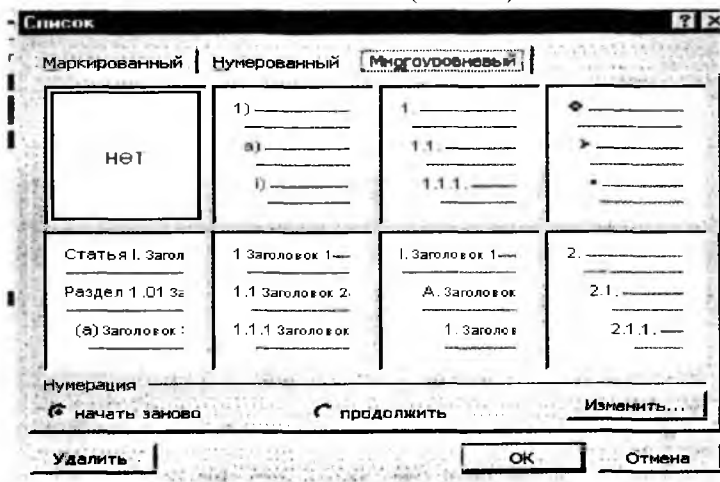 Список
Маркированный Нумерованный Многоуровневый
нет
1)
а)
i)
1.
1.1.
1.1.1.
Статья I. Загол
Раздел 1.01 За
(а) Заголовок
1 Заголовок 1
1.1 Заголовок 2
1.1.1 Заголовок
I. Заголовок 1
А. Заголовок
1. Заголов
2.
2.1.
2.1.1.
Нумерация
начать заново продолжить Изменить...
Удалить ОК Отмена